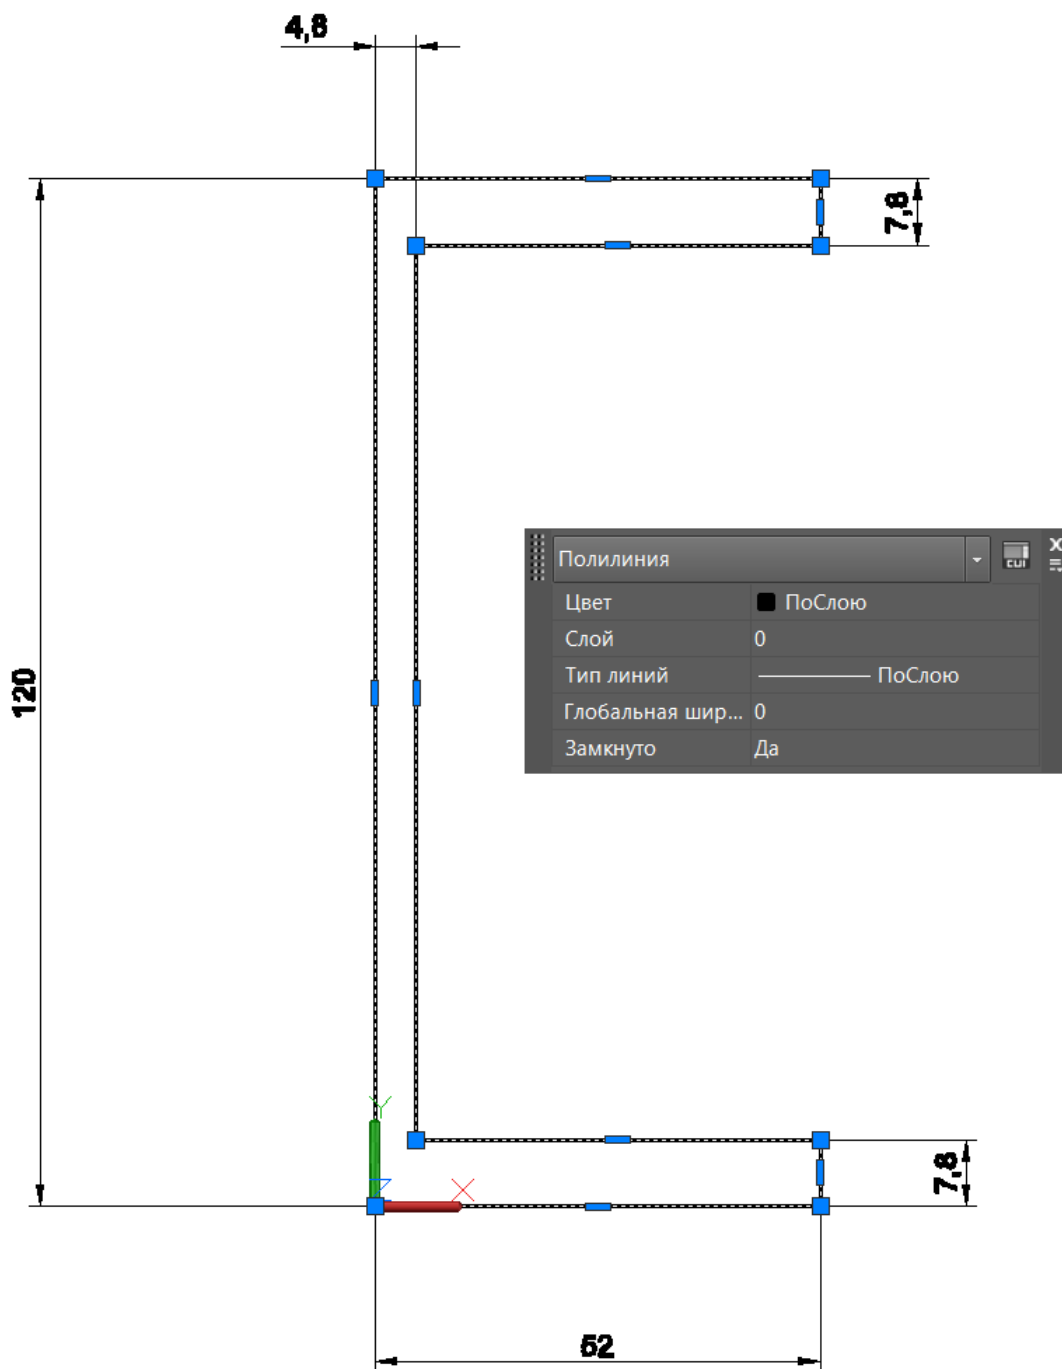 4,8
7,8
120
Полилиния
CUI
Цвет ПоСлою
Слой 0
Тип линий ПоСлою
Глобальная шир... 0
Замкнуто Да
Y
Z
X
7,8
52